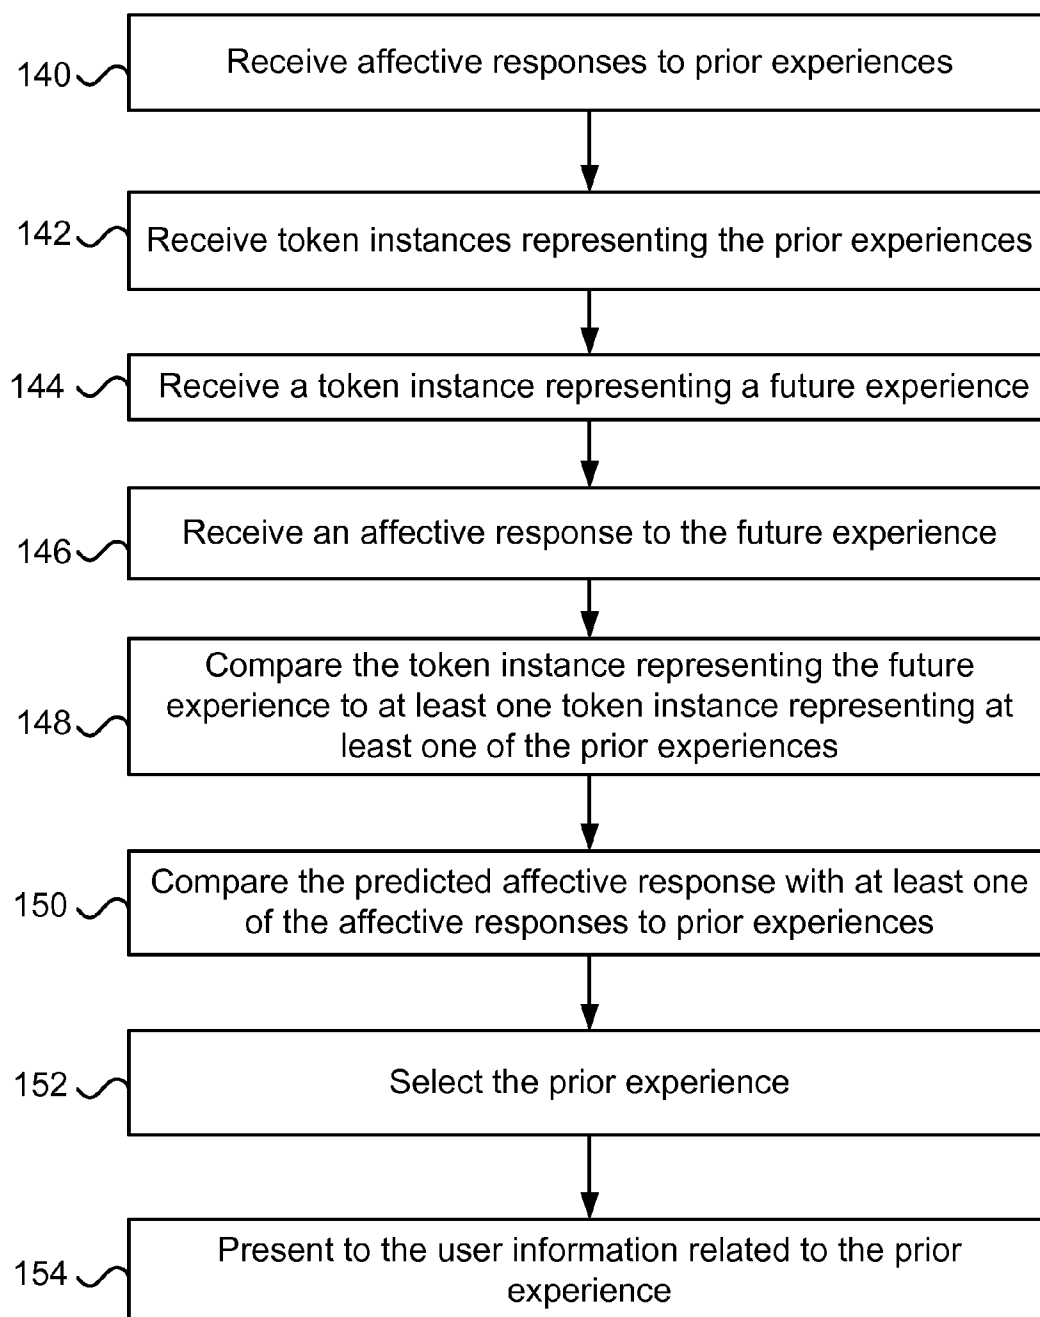 140
Receive affective responses to prior experiences
142
Receive token instances representing the prior experiences
144
Receive a token instance representing a future experience
146
Receive an affective response to the future experience
148
Compare the token instance representing the future
experience to at least one token instance representing at
least one of the prior experiences
150
Compare the predicted affective response with at least one
of the affective responses to prior experiences
152
Select the prior experience
154
Present to the user information related to the prior
experience